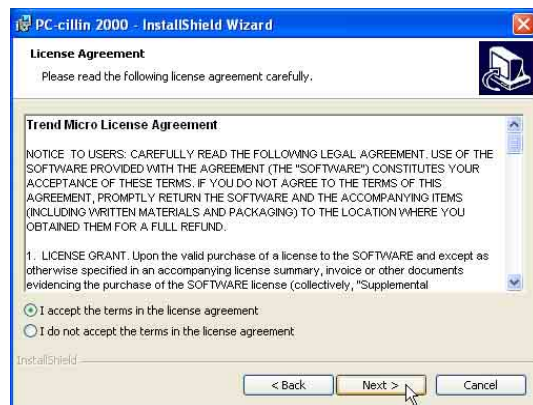 PC-cillin 2000 - InstallShield Wizard
License Agreement
Please read the following license agreement carefully.
Trend Micro License Agreement
NOTICE TO USERS: CAREFULLY READ THE FOLLOWING LEGAL AGREEMENT. USE OF THE
SOFTWARE PROVIDED WITH THE AGREEMENT (THE "SOFTWARE") CONSTITUTES YOUR
ACCEPTANCE OF THESE TERMS. IF YOU DO NOT AGREE TO THE TERMS OF THIS
AGREEMENT, PROMPTLY RETURN THE SOFTWARE AND THE ACCOMPANYING ITEMS
(INCLUDING WRITTEN MATERIALS AND PACKAGING) TO THE LOCATION WHERE YOU
OBTAINED THEM FOR A FULL REFUND.
1. LICENSE GRANT. Upon the valid purchase of a license to the SOFTWARE and except as
otherwise specified in an accompanying license summary, invoice or other documents
evidencing the purchase of the SOFTWARE license (collectively, "Supplemental
I accept the terms in the license agreement
I do not accept the terms in the license agreement
InstallShield
< Back Next > Cancel